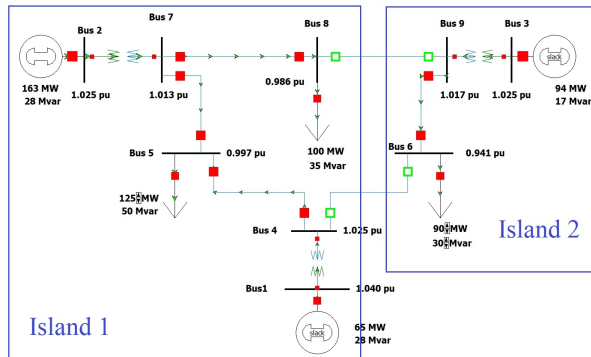 Bus 2
Bus 7
Bus 8
Bus 9
Bus 3
slack
163 MW
28 Mvar
1.025 pu
1.013 pu
0.986 pu
1.017 pu
1.025 pu
94 MW
17 Mvar
100 MW
35 Mvar
Bus 5
0.997 pu
Bus 6
0.941 pu
125 MW
50 Mvar
90 MW
30 Mvar
Bus 4
1.025 pu
Island 2
Bus1
1.040 pu
Island 1
slack
65 MW
28 Mvar